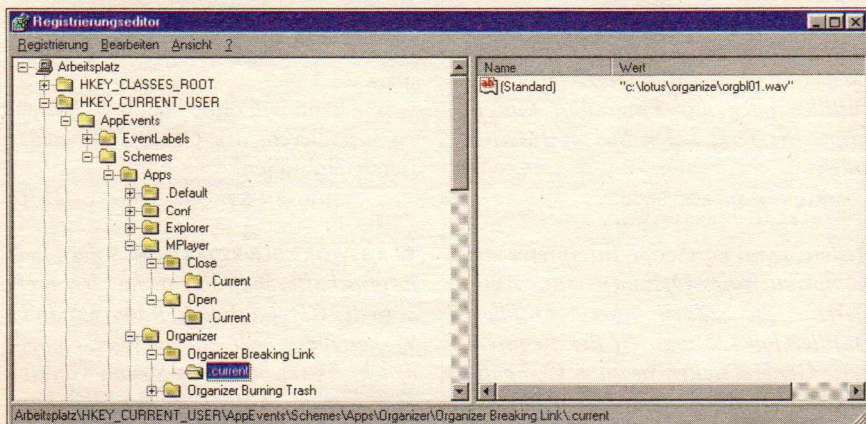 Registrierungseditor
Registrierung Bearbeiten Ansicht ?
Arbeitsplatz
HKEY_CLASSES_ROOT
HKEY_CURRENT_USER
AppEvents
EventLabels
Schemes
Apps
.Default
Conf
Explorer
MPlayer
Close
.Current
Open
.Current
Organizer
Organizer Breaking Link
.current
Organizer Burning Trash
Name Wert
ab (Standard) "c:\lotus\organize\orgbl01.wav"
Arbeitsplatz\HKEY_CURRENT_USER\AppEvents\Schemes\Apps\Organizer\Organizer Breaking Link\.current